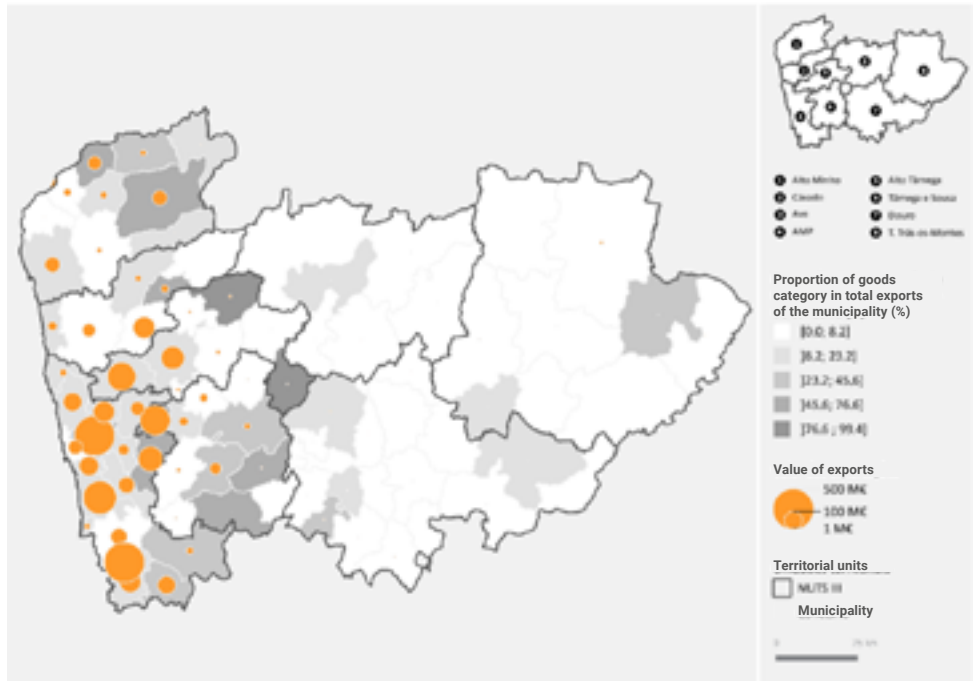 Alto Minho
Cávado
Ave
AMP
Alto Tâmega
Tâmega e Sousa
Douro
T. Trás os Montes
Proportion of goods
category in total exports
of the municipality (%)
[0.0; 8.2]
]8.2; 23.2]
]23.2; 45.6]
]45.6; 76.6]
]76.6 ; 99.4]
Value of exports
500 M€
100 M€
1 M€
Territorial units
NUTS III
Municipality
0